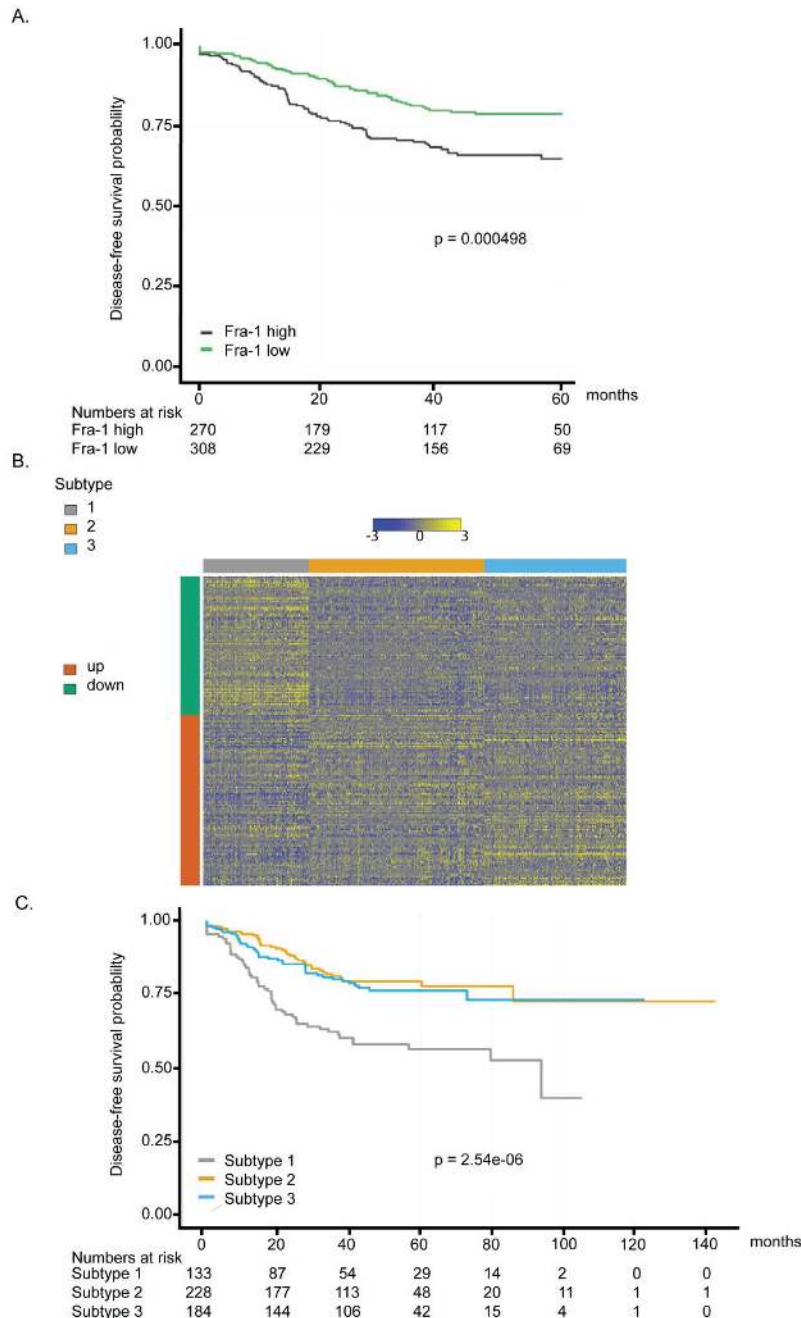 A.
1.00
0.75
0.50
0.25
0.00
Disease-free survival probability
p = 0.000498
Fra-1 high
Fra-1 low
0 20 40 60 months
Numbers at risk
Fra-1 high 270 179 117 50
Fra-1 low 308 229 156 69
B.
Subtype
1
2
3
-3 0 3
up
down
C.
1.00
0.75
0.50
0.25
0.00
Disease-free survival probability
p = 2.54e-06
Subtype 1
Subtype 2
Subtype 3
0 20 40 60 80 100 120 140 months
Numbers at risk
Subtype 1 133 87 54 29 14 2 0 0
Subtype 2 228 177 113 48 20 11 1 1
Subtype 3 184 144 106 42 15 4 1 0